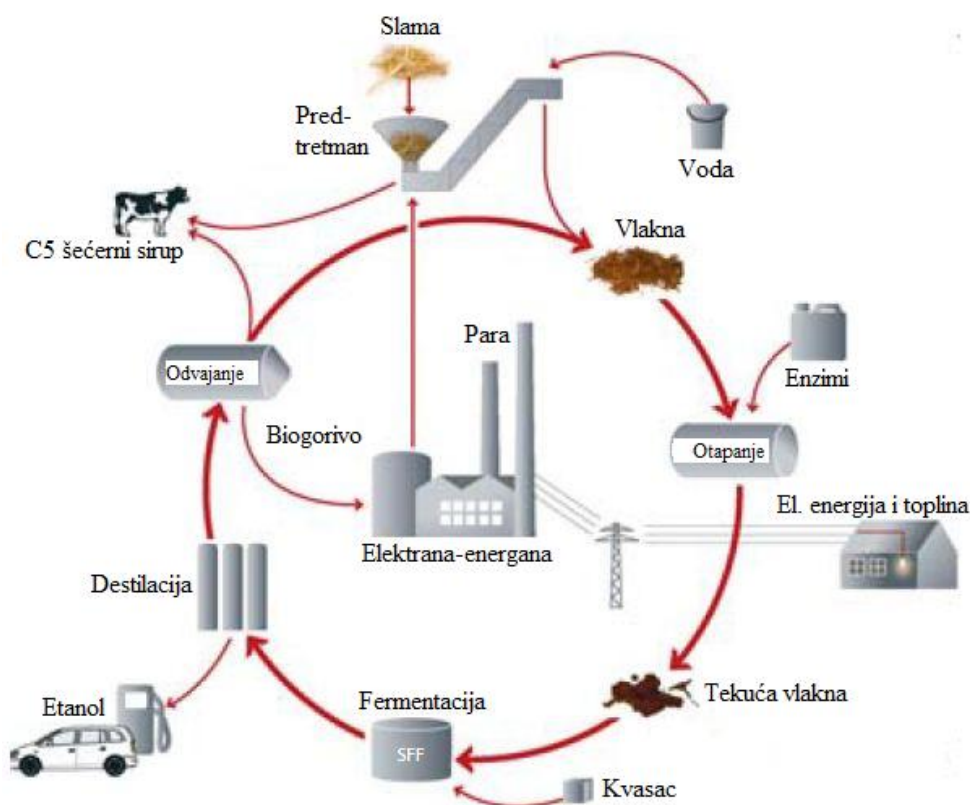 Slama
Pred-
tretman
Voda
C5 šećerni sirup
Vlakna
Para
Enzimi
Odvajanje
Biogorivo
Otapanje
El. energija i toplina
Elektrana-energana
Destilacija
Etanol
Fermentacija
SFF
Tekuća vlakna
Kvasac